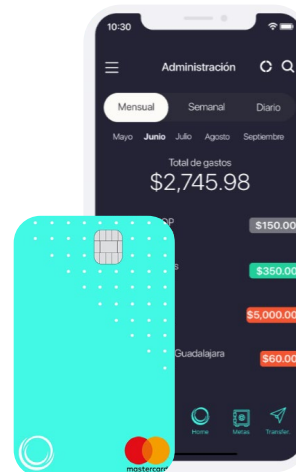 10:30
Administración
Mensual Semanal Diario
Mayo Junio Julio Agosto Septiembre
Total de gastos
$2,745.98
OP $150.00
s $350.00
$5,000.00
Guadalajara $60.00
Home Metas Transfer.
mastercard